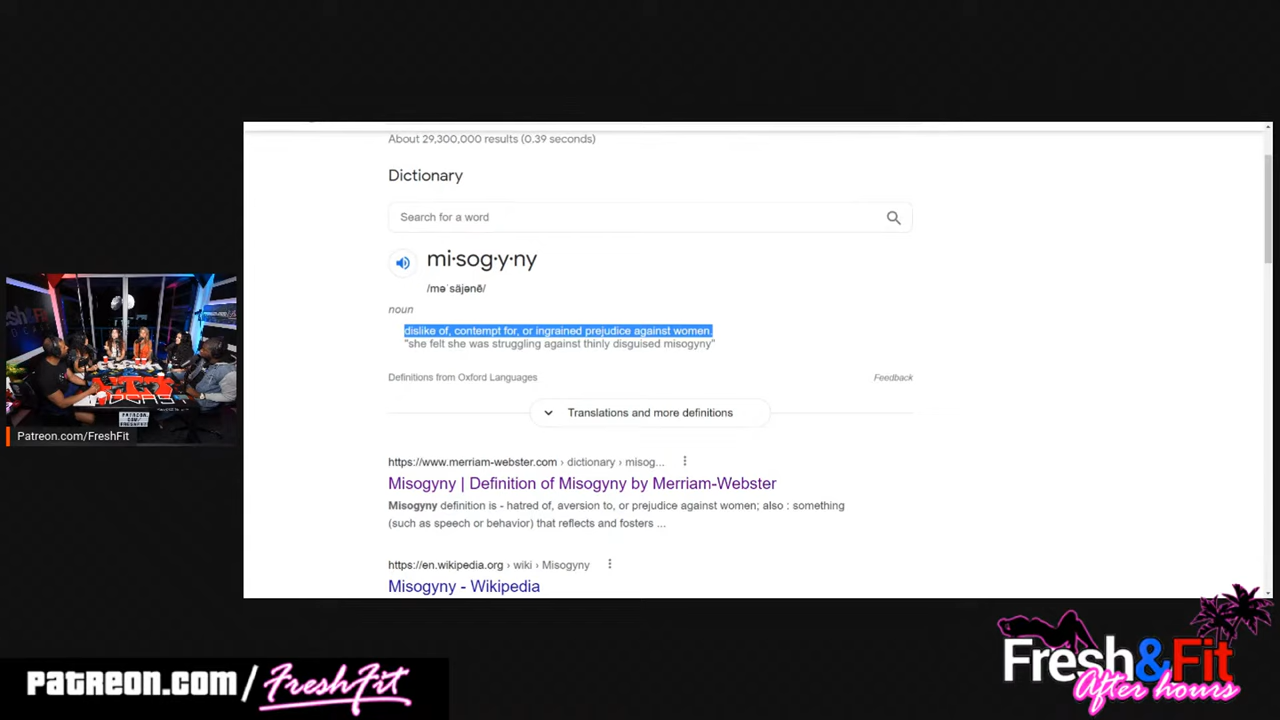 About 29,300,000 results (0.39 seconds)
Dictionary
Search for a word
mi·sog·y·ny
/məˈsäjənē/
noun
dislike of, contempt for, or ingrained prejudice against women.
"she felt she was struggling against thinly disguised misogyny"
Definitions from Oxford Languages
Feedback
Translations and more definitions
https://www.merriam-webster.com › dictionary › misog...
Misogyny | Definition of Misogyny by Merriam-Webster
Misogyny definition is - hatred of, aversion to, or prejudice against women; also : something
(such as speech or behavior) that reflects and fosters ...
https://en.wikipedia.org › wiki › Misogyny
Misogyny - Wikipedia
PATREON.COM/FRESHFIT
Patreon.com/FreshFit
Patreon.com/FreshFit
Fresh&Fit
After hours